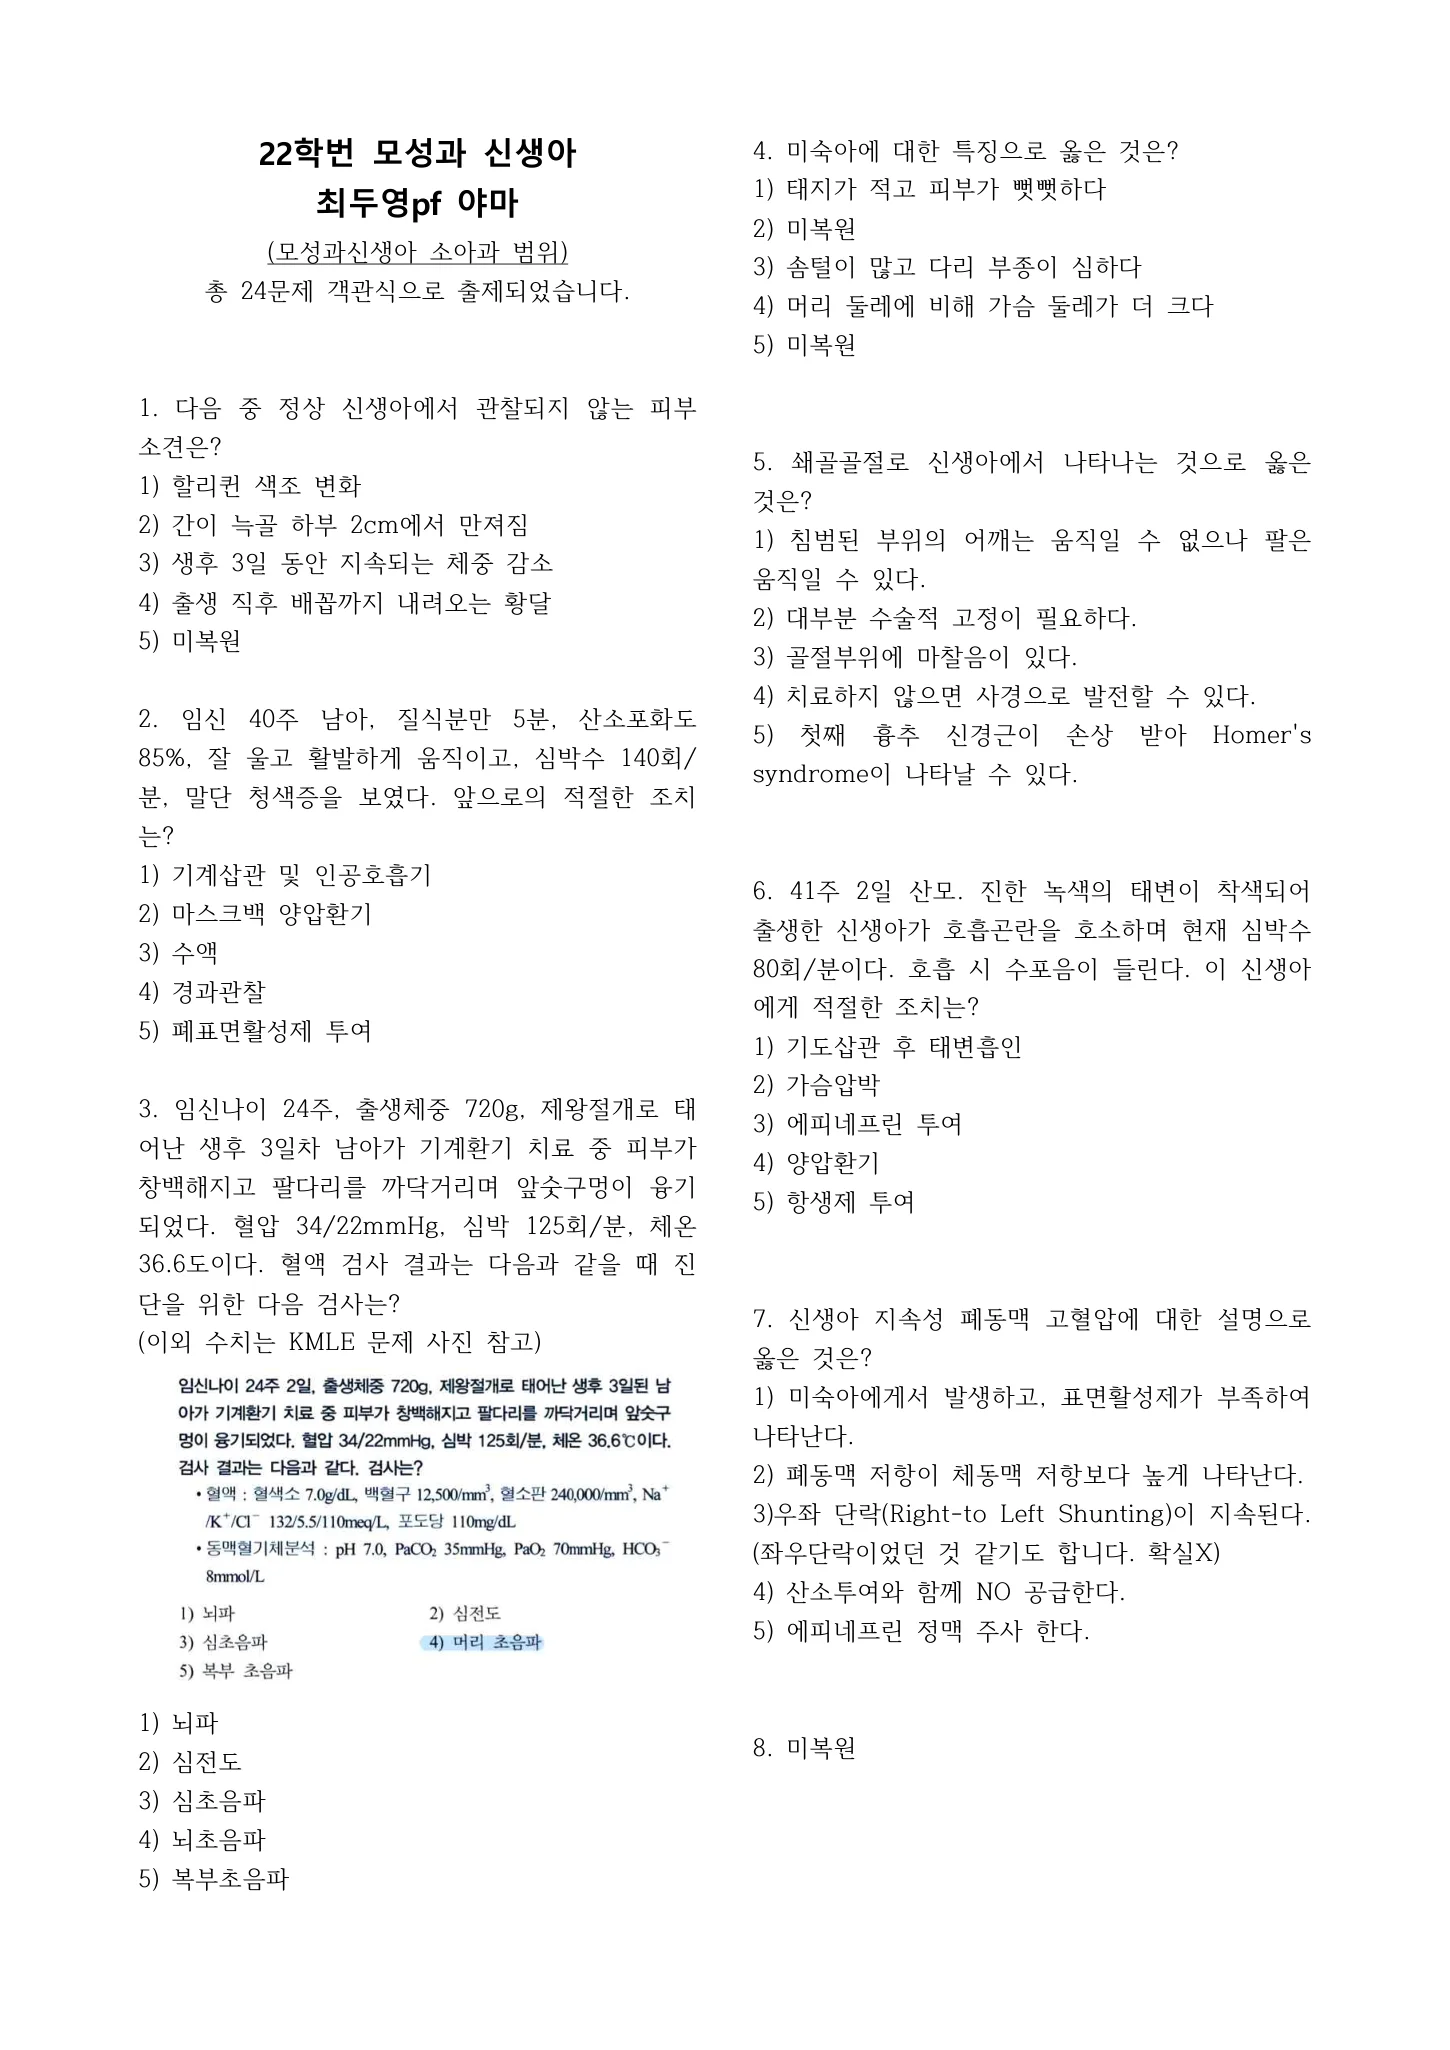 22학번 모성과 신생아
최두영pf 야마
(모성과신생아 소아과 범위)
총 24문제 객관식으로 출제되었습니다.
1. 다음 중 정상 신생아에서 관찰되지 않는 피부
소견은?
1) 할리퀸 색조 변화
2) 간이 늑골 하부 2cm에서 만져짐
3) 생후 3일 동안 지속되는 체중 감소
4) 출생 직후 배꼽까지 내려오는 황달
5) 미복원
2. 임신 40주 남아, 질식분만 5분, 산소포화도
85%, 잘 울고 활발하게 움직이고, 심박수 140회/
분, 말단 청색증을 보였다. 앞으로의 적절한 조치
는?
1) 기계삽관 및 인공호흡기
2) 마스크백 양압환기
3) 수액
4) 경과관찰
5) 폐표면활성제 투여
3. 임신나이 24주, 출생체중 720g, 제왕절개로 태
어난 생후 3일차 남아가 기계환기 치료 중 피부가
창백해지고 팔다리를 까닥거리며 앞숫구멍이 융기
되었다. 혈압 34/22mmHg, 심박 125회/분, 체온
36.6도이다. 혈액 검사 결과는 다음과 같을 때 진
단을 위한 다음 검사는?
(이외 수치는 KMLE 문제 사진 참고)
임신나이 24주 2일, 출생체중 720g, 제왕절개로 태어난 생후 3일된 남
아가 기계환기 치료 중 피부가 창백해지고 팔다리를 까닥거리며 앞숫구
멍이 융기되었다. 혈압 34/22mmHg, 심박 125회/분, 체온 36.6℃이다.
검사 결과는 다음과 같다. 검사는?
• 혈액 : 혈색소 7.0g/dL, 백혈구 12,500/mm³, 혈소판 240,000/mm³, Na⁺
/K⁺/Cl⁻ 132/5.5/110meq/L, 포도당 110mg/dL
• 동맥혈기체분석 : pH 7.0, PaCO₂ 35mmHg, PaO₂ 70mmHg, HCO₃⁻
8mmol/L
1) 뇌파 2) 심전도
3) 심초음파 4) 머리 초음파
5) 복부 초음파
1) 뇌파
2) 심전도
3) 심초음파
4) 뇌초음파
5) 복부초음파
4. 미숙아에 대한 특징으로 옳은 것은?
1) 태지가 적고 피부가 뻣뻣하다
2) 미복원
3) 솜털이 많고 다리 부종이 심하다
4) 머리 둘레에 비해 가슴 둘레가 더 크다
5) 미복원
5. 쇄골골절로 신생아에서 나타나는 것으로 옳은
것은?
1) 침범된 부위의 어깨는 움직일 수 없으나 팔은
움직일 수 있다.
2) 대부분 수술적 고정이 필요하다.
3) 골절부위에 마찰음이 있다.
4) 치료하지 않으면 사경으로 발전할 수 있다.
5) 첫째 흉추 신경근이 손상 받아 Homer's
syndrome이 나타날 수 있다.
6. 41주 2일 산모. 진한 녹색의 태변이 착색되어
출생한 신생아가 호흡곤란을 호소하며 현재 심박수
80회/분이다. 호흡 시 수포음이 들린다. 이 신생아
에게 적절한 조치는?
1) 기도삽관 후 태변흡인
2) 가슴압박
3) 에피네프린 투여
4) 양압환기
5) 항생제 투여
7. 신생아 지속성 폐동맥 고혈압에 대한 설명으로
옳은 것은?
1) 미숙아에게서 발생하고, 표면활성제가 부족하여
나타난다.
2) 폐동맥 저항이 체동맥 저항보다 높게 나타난다.
3)우좌 단락(Right-to Left Shunting)이 지속된다.
(좌우단락이었던 것 같기도 합니다. 확실X)
4) 산소투여와 함께 NO 공급한다.
5) 에피네프린 정맥 주사 한다.
8. 미복원